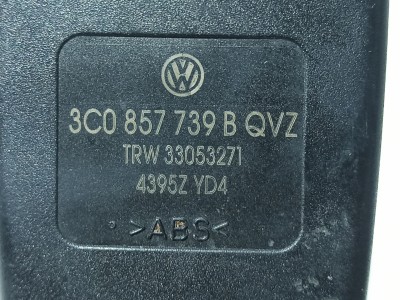 3C0 857 739 B QVZ
TRW 33053271
4395Z YD4
>ABS<